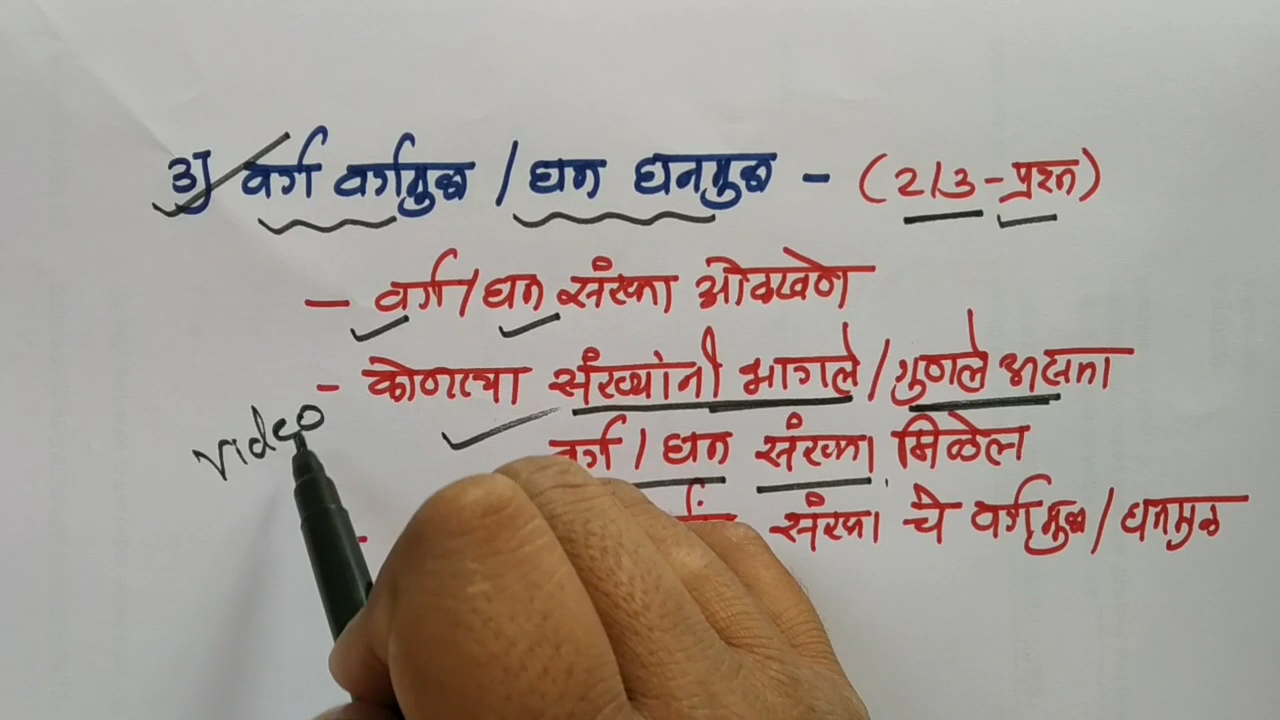 3) वर्ग वर्गमुळ / घन घनमुळ - (2/3 - प्रश्न)
- वर्ग / घन संख्या ओळखणे
- कोणत्या संख्यांनी भागले / गुणले असता
वर्ग / घन संख्या मिळेल
संख्या चे वर्गमुळ / घनमुळ
video